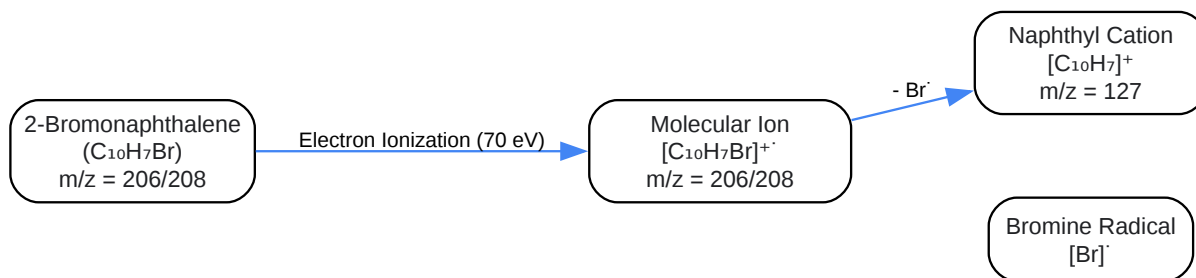 2-Bromonaphthalene
(C₁₀H₇Br)
m/z = 206/208
Electron Ionization (70 eV)
Molecular Ion
[C₁₀H₇Br]⁺˙
m/z = 206/208
- Br˙
Naphthyl Cation
[C₁₀H₇]⁺
m/z = 127
Bromine Radical
[Br]˙